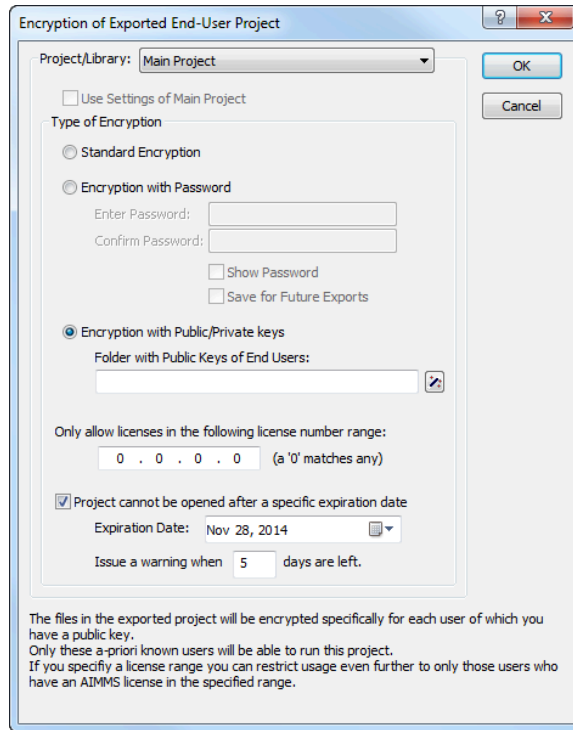 Encryption of Exported End-User Project
?
Project/Library: Main Project
OK
Cancel
Use Settings of Main Project
Type of Encryption
Standard Encryption
Encryption with Password
Enter Password:
Confirm Password:
Show Password
Save for Future Exports
Encryption with Public/Private keys
Folder with Public Keys of End Users:
Only allow licenses in the following license number range:
0 . 0 . 0 . 0 (a '0' matches any)
Project cannot be opened after a specific expiration date
Expiration Date: Nov 28, 2014
Issue a warning when 5 days are left.
The files in the exported project will be encrypted specifically for each user of which you
have a public key.
Only these a-priori known users will be able to run this project.
If you specifiy a license range you can restrict usage even further to only those users who
have an AIMMS license in the specified range.